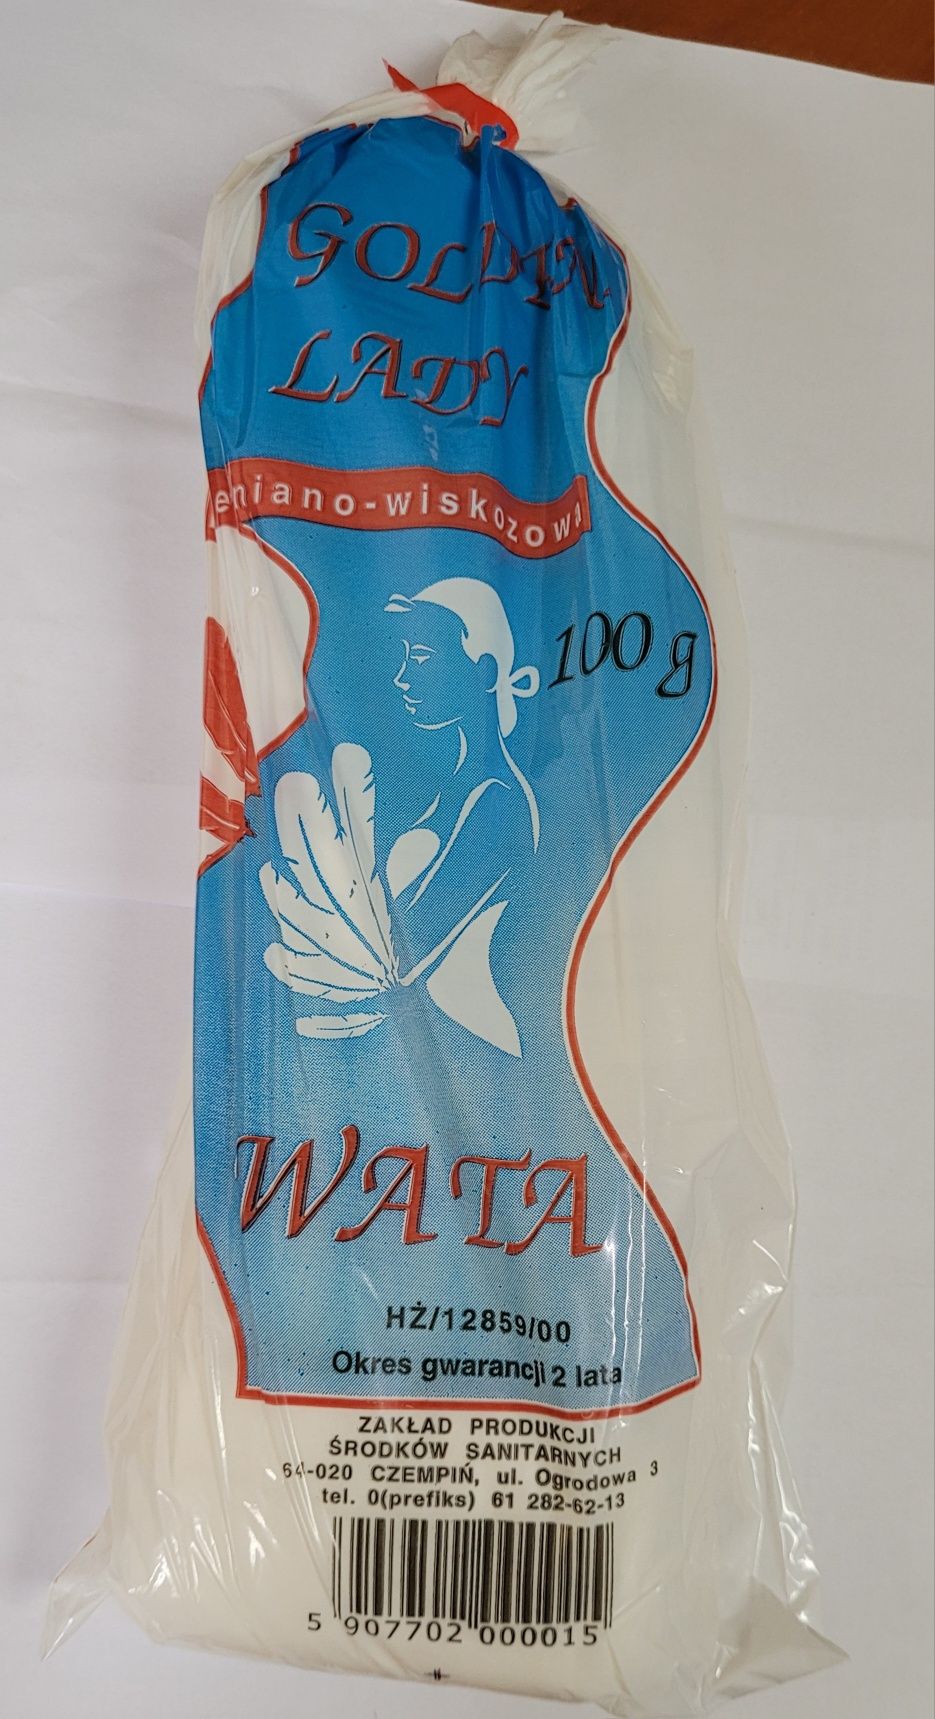 GOLDEN
LADY
eniano-wiskozowa
100 g
WATA
HŻ/12859/00
Okres gwarancji 2 lata
ZAKŁAD PRODUKCJI
ŚRODKÓW SANITARNYCH
64-020 CZEMPIŃ, ul. Ogrodowa 3
tel. 0(prefiks) 61 282-62-13
5 907702 000015